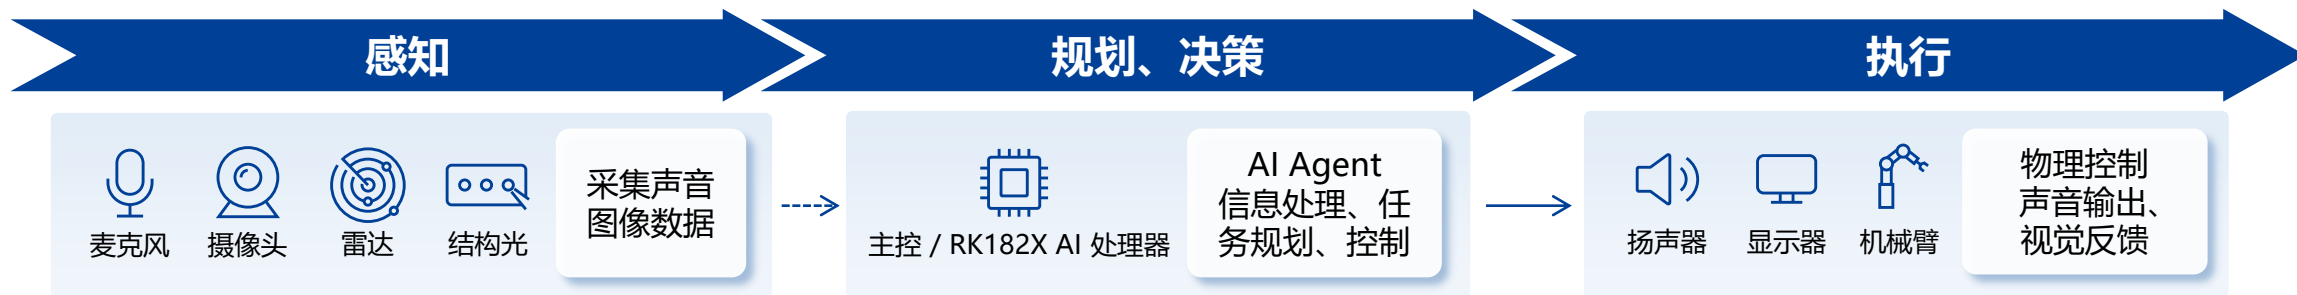 感知
规划、决策
执行
麦克风
摄像头
雷达
结构光
采集声音
图像数据
主控 / RK182X AI 处理器
AI Agent
信息处理、任
务规划、控制
扬声器
显示器
机械臂
物理控制
声音输出、
视觉反馈